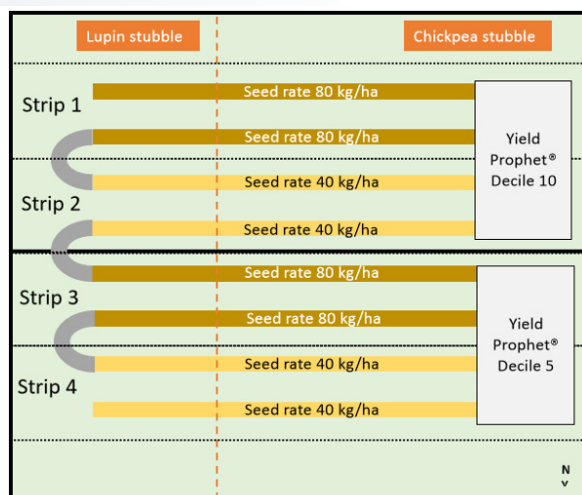 Lupin stubble
Chickpea stubble
Strip 1
Seed rate 80 kg/ha
Seed rate 80 kg/ha
Strip 2
Seed rate 40 kg/ha
Seed rate 40 kg/ha
Yield
Prophet®
Decile 10
Strip 3
Seed rate 80 kg/ha
Seed rate 80 kg/ha
Strip 4
Seed rate 40 kg/ha
Seed rate 40 kg/ha
Yield
Prophet®
Decile 5
N